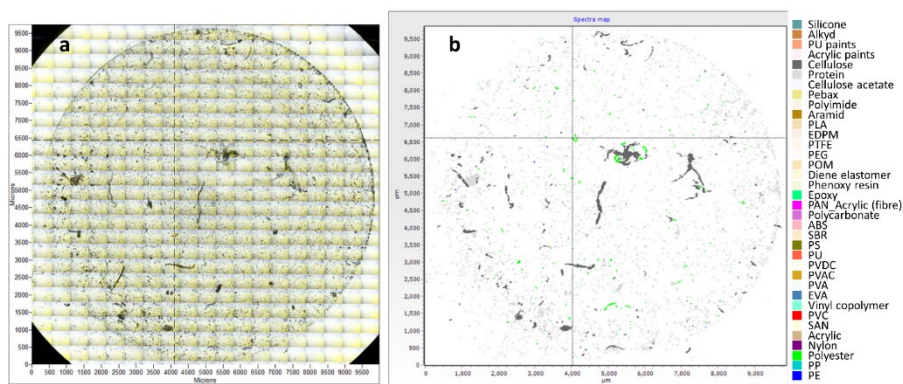 a
9500
9000
8500
8000
7500
7000
6500
6000
5500
5000
4500
4000
3500
3000
2500
2000
1500
1000
500
0
Microns
0 500 1000 1500 2000 2500 3000 3500 4000 4500 5000 5500 6000 6500 7000 7500 8000 8500 9000 9500
Microns
Spectra map
b
µm
9,500
9,000
8,500
8,000
7,500
7,000
6,500
6,000
5,500
5,000
4,500
4,000
3,500
3,000
2,500
2,000
1,500
1,000
500
0
0 1,000 2,000 3,000 4,000 5,000 6,000 7,000 8,000 9,000
µm
Silicone
Alkyd
PU paints
Acrylic paints
Cellulose
Protein
Cellulose acetate
Pebax
Polyimide
Aramid
PLA
EDPM
PTFE
PEG
POM
Diene elastomer
Phenoxy resin
Epoxy
PAN_Acrylic (fibre)
Polycarbonate
ABS
SBR
PS
PU
PVDC
PVAC
PVA
EVA
Vinyl copolymer
PVC
SAN
Acrylic
Nylon
Polyester
PP
PE